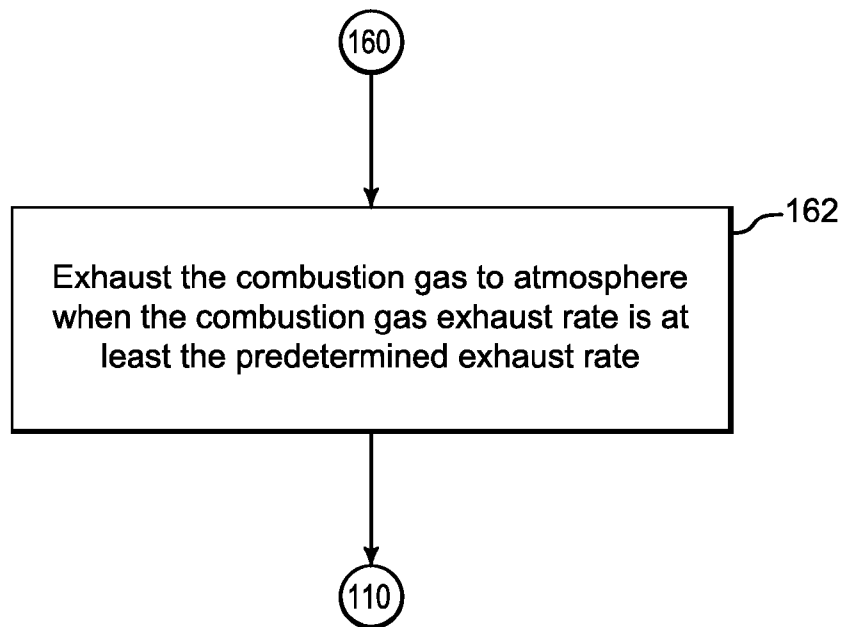 160
162
Exhaust the combustion gas to atmosphere
when the combustion gas exhaust rate is at
least the predetermined exhaust rate
110